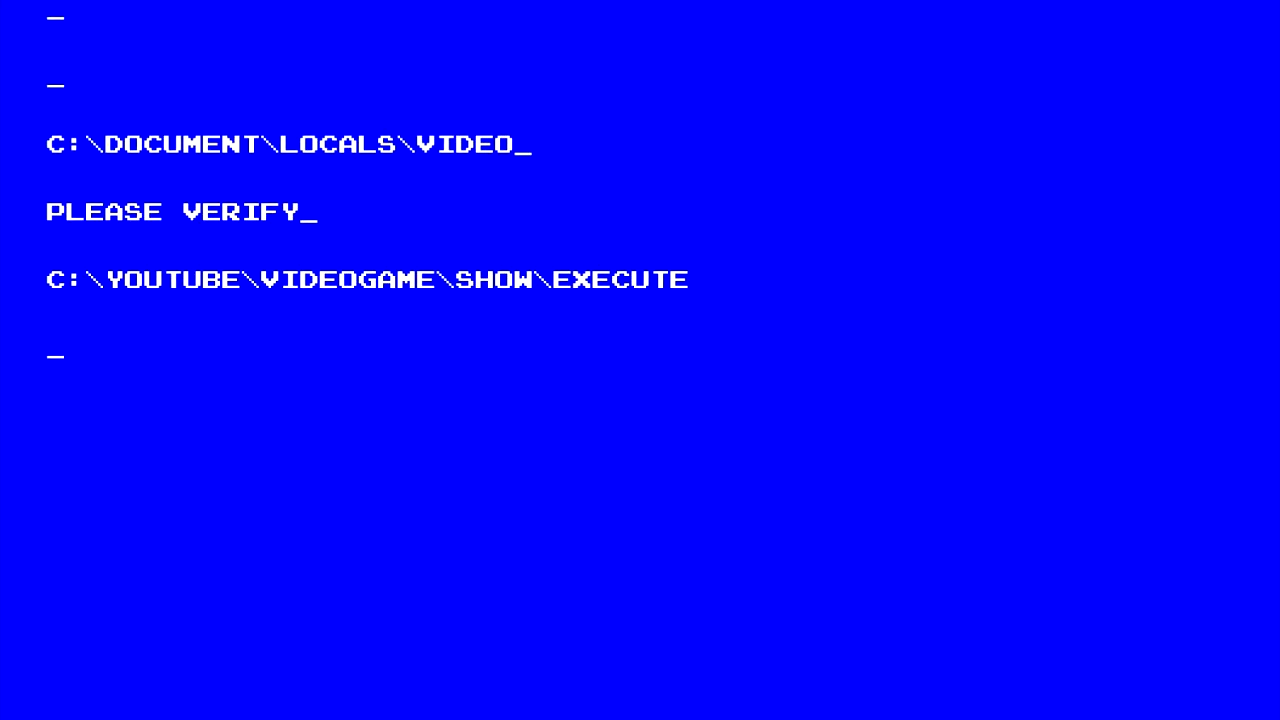 _
_
C:\DOCUMENT\LOCALS\VIDEO_
PLEASE VERIFY_
C:\YOUTUBE\VIDEOGAME\SHOW\EXECUTE
_